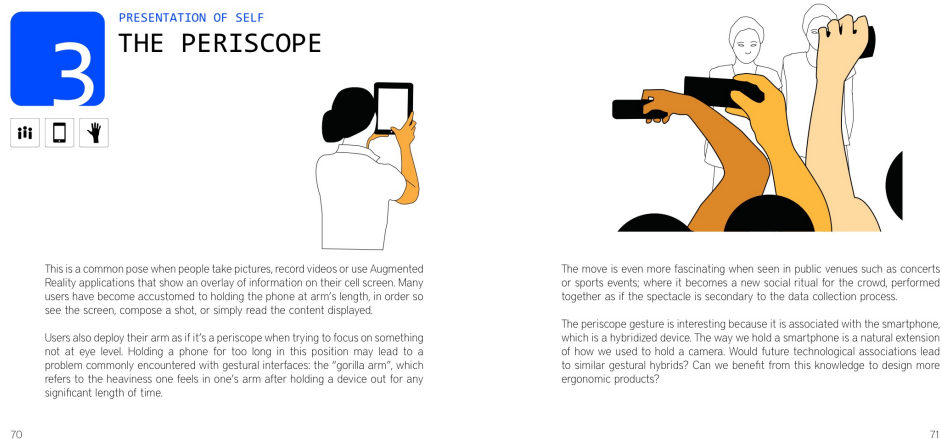 3
PRESENTATION OF SELF
THE PERISCOPE
This is a common pose when people take pictures, record videos or use Augmented
Reality applications that show an overlay of information on their cell screen. Many
users have become accustomed to holding the phone at arm's length, in order so
see the screen, compose a shot, or simply read the content displayed.
Users also deploy their arm as if it's a periscope when trying to focus on something
not at eye level. Holding a phone for too long in this position may lead to a
problem commonly encountered with gestural interfaces: the "gorilla arm", which
refers to the heaviness one feels in one's arm after holding a device out for any
significant length of time.
70
The move is even more fascinating when seen in public venues such as concerts
or sports events; where it becomes a new social ritual for the crowd, performed
together as if the spectacle is secondary to the data collection process.
The periscope gesture is interesting because it is associated with the smartphone,
which is a hybridized device. The way we hold a smartphone is a natural extension
of how we used to hold a camera. Would future technological associations lead
to similar gestural hybrids? Can we benefit from this knowledge to design more
ergonomic products?
71